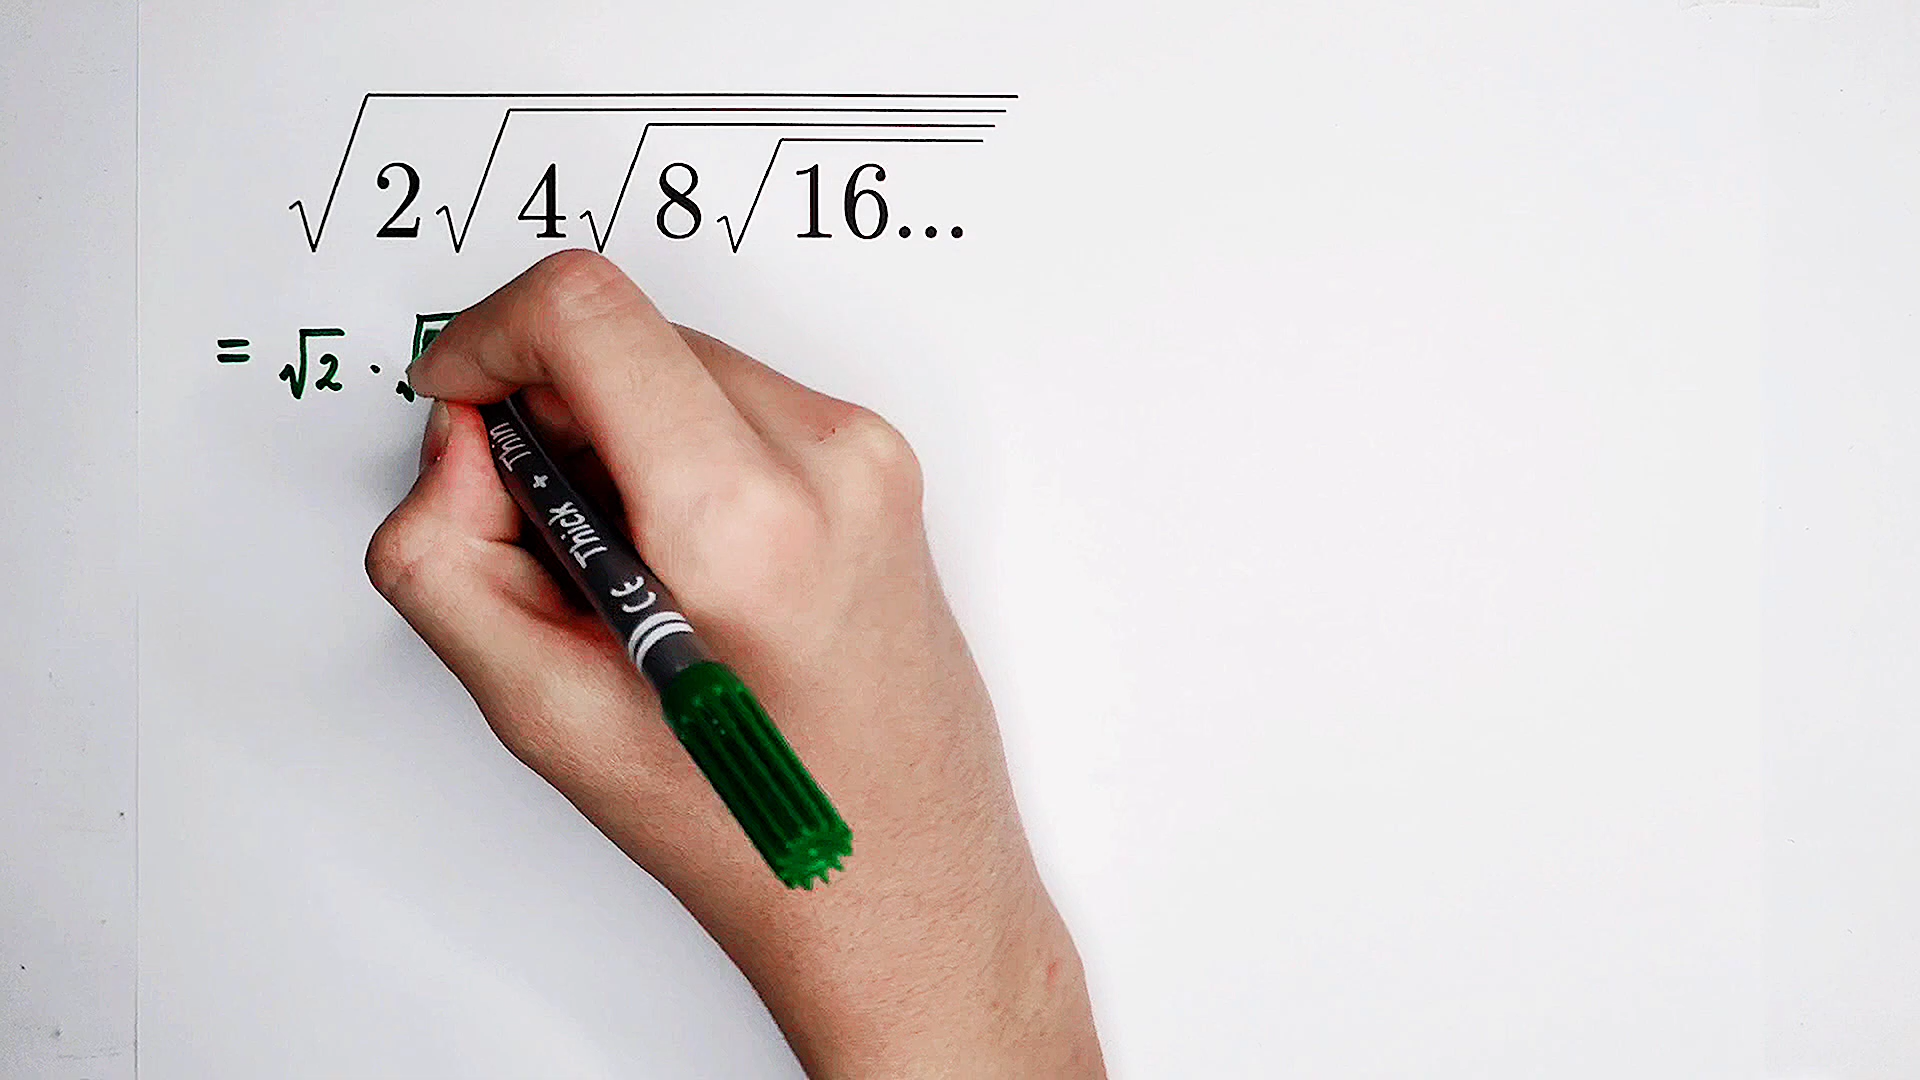 √2√4√8√16...
= √2 · √
Thin + Thick CE